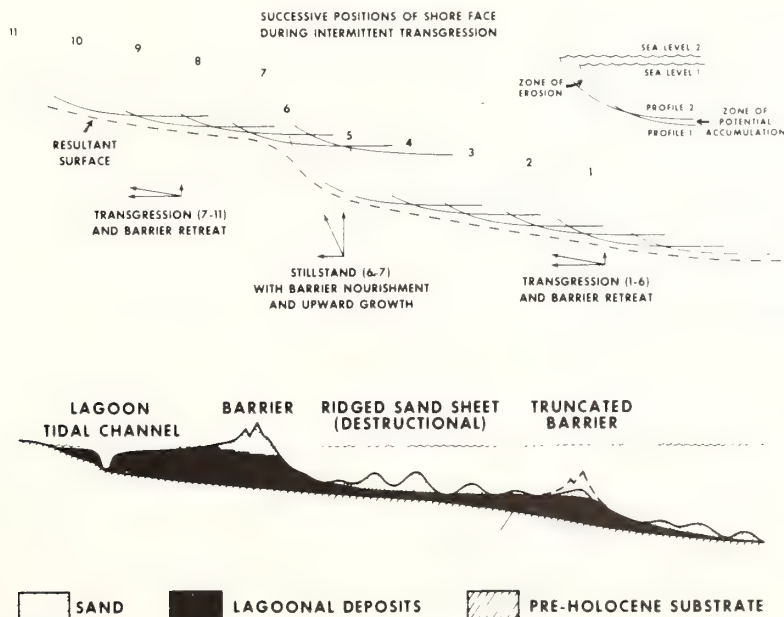 SUCCESSIVE POSITIONS OF SHORE FACE
DURING INTERMITTENT TRANSGRESSION
11
10
9
8
7
6
5
4
3
2
1
SEA LEVEL 2
SEA LEVEL 1
ZONE OF
EROSION
PROFILE 2
PROFILE 1
ZONE OF
POTENTIAL
ACCUMULATION
RESULTANT
SURFACE
TRANSGRESSION (7-11)
AND BARRIER RETREAT
STILLSTAND (6-7)
WITH BARRIER NOURISHMENT
AND UPWARD GROWTH
TRANSGRESSION (1-6)
AND BARRIER RETREAT
LAGOON
TIDAL CHANNEL
BARRIER
RIDGED SAND SHEET
(DESTRUCTIONAL)
TRUNCATED
BARRIER
SAND
LAGOONAL DEPOSITS
PRE-HOLOCENE SUBSTRATE